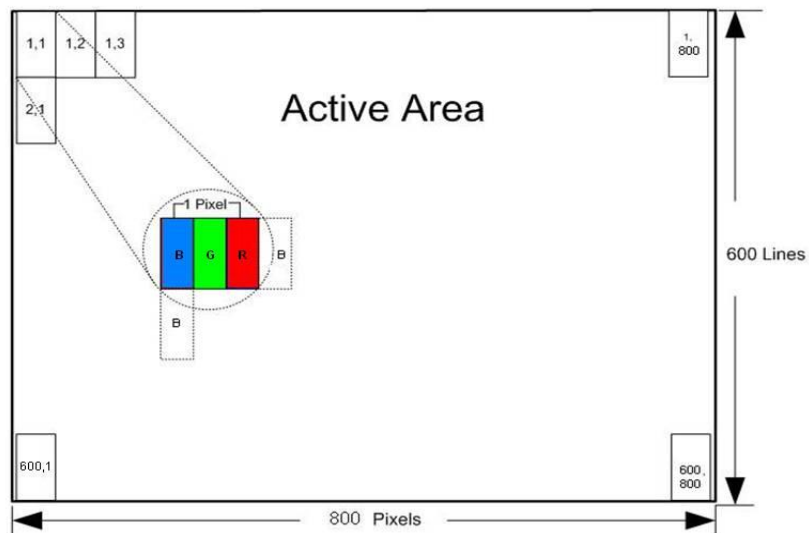 1,1 1,2 1,3
1,
800
2,1
Active Area
1 Pixel
B G R B
B
600 Lines
600,1
600,
800
800 Pixels